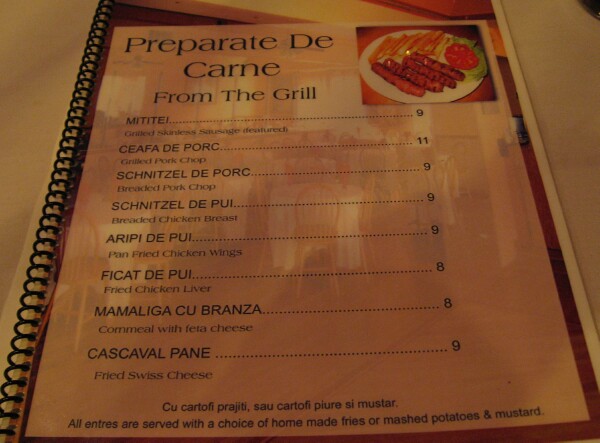 Preparate De
Carne
From The Grill
MITITEI.......................................................... 9
Grilled Skinless Sausage (featured)
CEAFA DE PORC............................................. 11
Grilled Pork Chop
SCHNITZEL DE PORC....................................... 9
Breaded Pork Chop
SCHNITZEL DE PUI.......................................... 9
Breaded Chicken Breast
ARIPI DE PUI.................................................. 9
Pan Fried Chicken Wings
FICAT DE PUI................................................. 8
Fried Chicken Liver
MAMALIGA CU BRANZA.................................... 8
Cornmeal with feta cheese
CASCAVAL PANE ............................................. 9
Fried Swiss Cheese
Cu cartofi prajiti, sau cartofi piure si mustar.
All entres are served with a choice of home made fries or mashed potatoes & mustard.